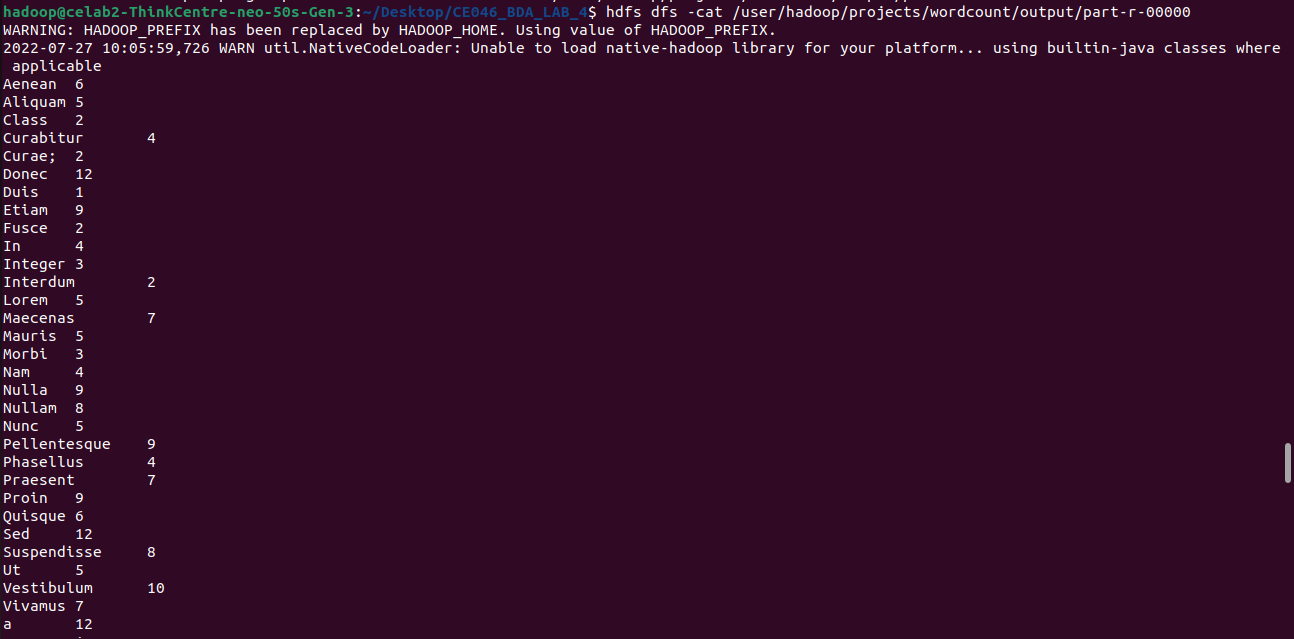 hadoop@celab2-ThinkCentre-neo-50s-Gen-3:~/Desktop/CE046_BDA_LAB_4$ hdfs dfs -cat /user/hadoop/projects/wordcount/output/part-r-00000
WARNING: HADOOP_PREFIX has been replaced by HADOOP_HOME. Using value of HADOOP_PREFIX.
2022-07-27 10:05:59,726 WARN util.NativeCodeLoader: Unable to load native-hadoop library for your platform... using builtin-java classes where
 applicable
Aenean	6
Aliquam	5
Class	2
Curabitur	4
Curae;	2
Donec	12
Duis	1
Etiam	9
Fusce	2
In	4
Integer	3
Interdum	2
Lorem	5
Maecenas	7
Mauris	5
Morbi	3
Nam	4
Nulla	9
Nullam	8
Nunc	5
Pellentesque	9
Phasellus	4
Praesent	7
Proin	9
Quisque	6
Sed	12
Suspendisse	8
Ut	5
Vestibulum	10
Vivamus	7
a	12